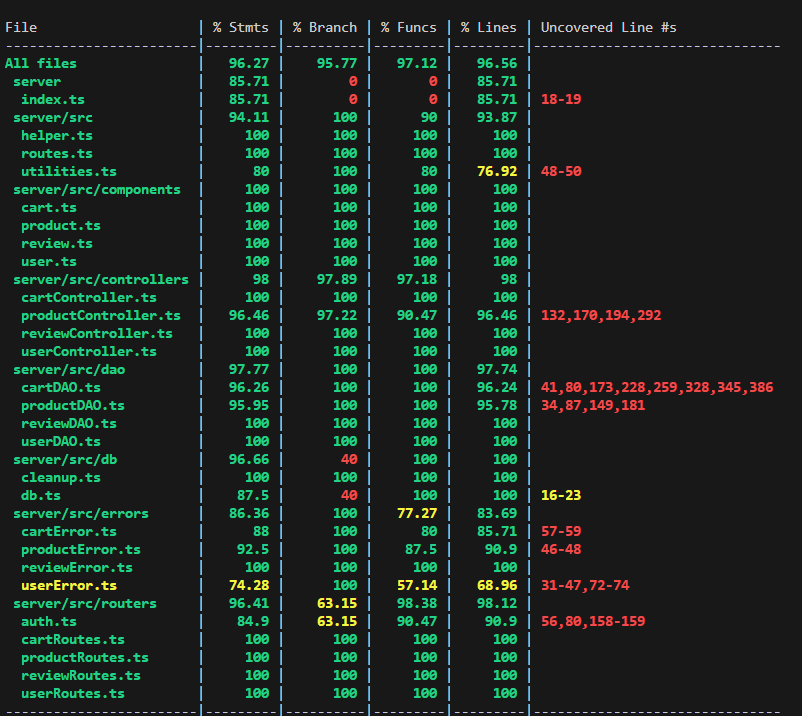 File                    | % Stmts | % Branch | % Funcs | % Lines | Uncovered Line #s
------------------------|---------|----------|---------|---------|------------------------------
All files               |   96.27 |    95.77 |   97.12 |   96.56 |
 server                 |   85.71 |        0 |       0 |   85.71 |
  index.ts              |   85.71 |        0 |       0 |   85.71 | 18-19
 server/src             |   94.11 |      100 |      90 |   93.87 |
  helper.ts             |     100 |      100 |     100 |     100 |
  routes.ts             |     100 |      100 |     100 |     100 |
  utilities.ts          |      80 |      100 |      80 |   76.92 | 48-50
 server/src/components  |     100 |      100 |     100 |     100 |
  cart.ts               |     100 |      100 |     100 |     100 |
  product.ts            |     100 |      100 |     100 |     100 |
  review.ts             |     100 |      100 |     100 |     100 |
  user.ts               |     100 |      100 |     100 |     100 |
 server/src/controllers |      98 |    97.89 |   97.18 |      98 |
  cartController.ts     |     100 |      100 |     100 |     100 |
  productController.ts  |   96.46 |    97.22 |   90.47 |   96.46 | 132,170,194,292
  reviewController.ts   |     100 |      100 |     100 |     100 |
  userController.ts     |     100 |      100 |     100 |     100 |
 server/src/dao         |   97.77 |      100 |     100 |   97.74 |
  cartDAO.ts            |   96.26 |      100 |     100 |   96.24 | 41,80,173,228,259,328,345,386
  productDAO.ts         |   95.95 |      100 |     100 |   95.78 | 34,87,149,181
  reviewDAO.ts          |     100 |      100 |     100 |     100 |
  userDAO.ts            |     100 |      100 |     100 |     100 |
 server/src/db          |   96.66 |       40 |     100 |     100 |
  cleanup.ts            |     100 |      100 |     100 |     100 |
  db.ts                 |    87.5 |       40 |     100 |     100 | 16-23
 server/src/errors      |   86.36 |      100 |   77.27 |   83.69 |
  cartError.ts          |      88 |      100 |      80 |   85.71 | 57-59
  productError.ts       |    92.5 |      100 |    87.5 |    90.9 | 46-48
  reviewError.ts        |     100 |      100 |     100 |     100 |
  userError.ts          |   74.28 |      100 |   57.14 |   68.96 | 31-47,72-74
 server/src/routers     |   96.41 |    63.15 |   98.38 |   98.12 |
  auth.ts               |    84.9 |    63.15 |   90.47 |    90.9 | 56,80,158-159
  cartRoutes.ts         |     100 |      100 |     100 |     100 |
  productRoutes.ts      |     100 |      100 |     100 |     100 |
  reviewRoutes.ts       |     100 |      100 |     100 |     100 |
  userRoutes.ts         |     100 |      100 |     100 |     100 |
------------------------|---------|----------|---------|---------|------------------------------